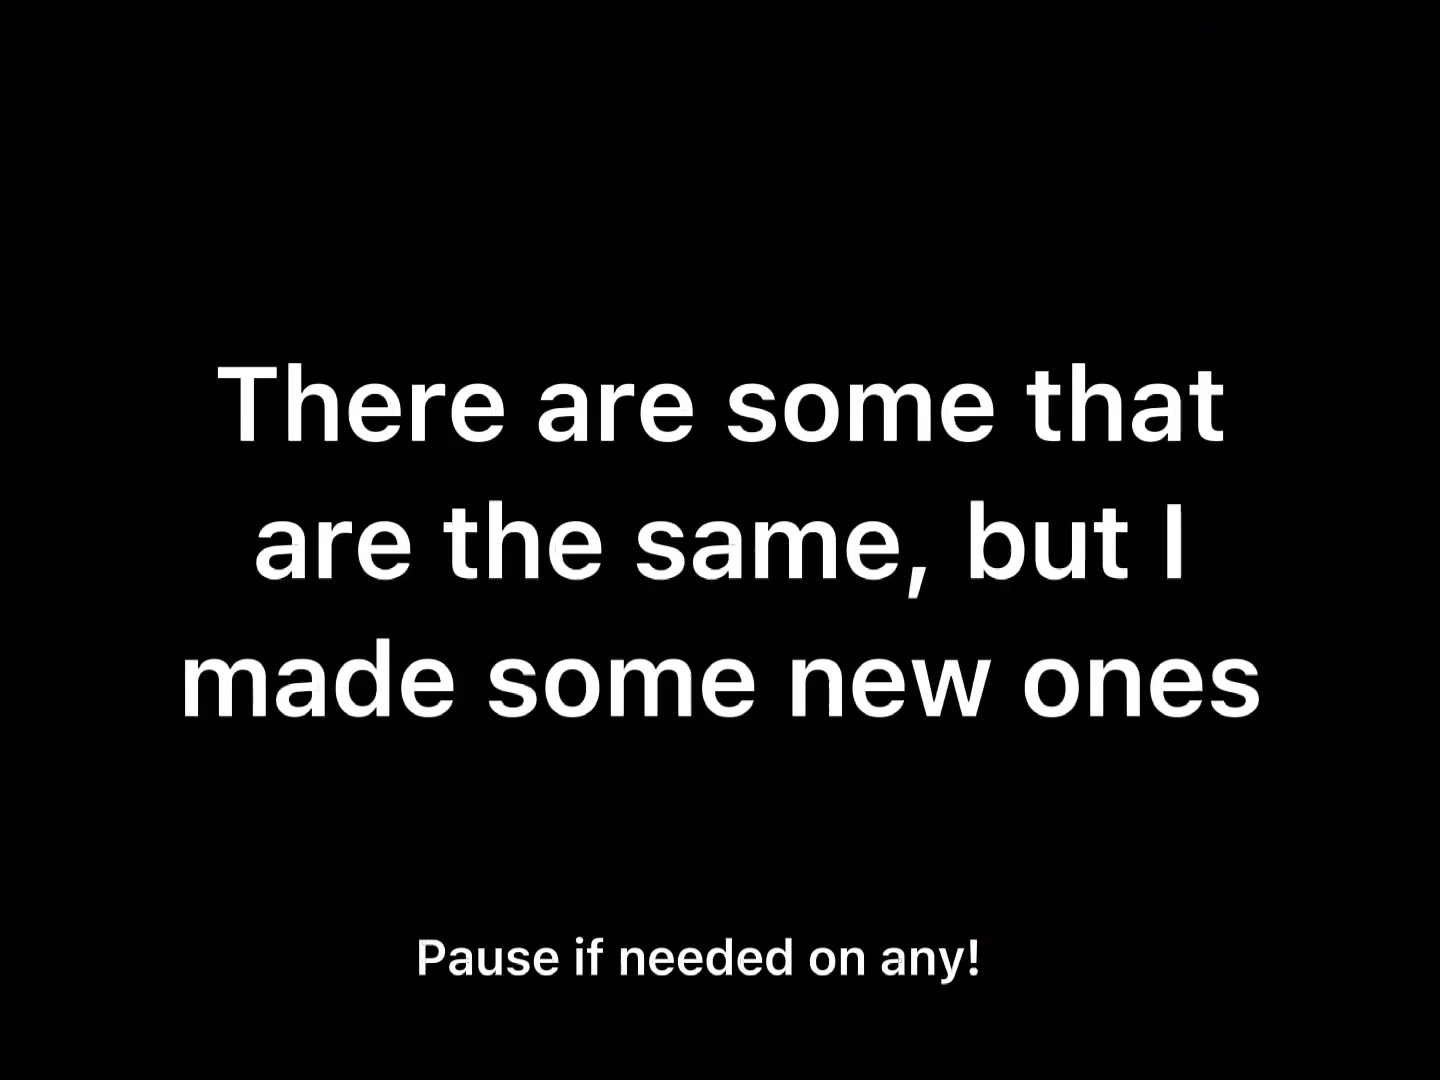 There are some that
are the same, but I
made some new ones
Pause if needed on any!